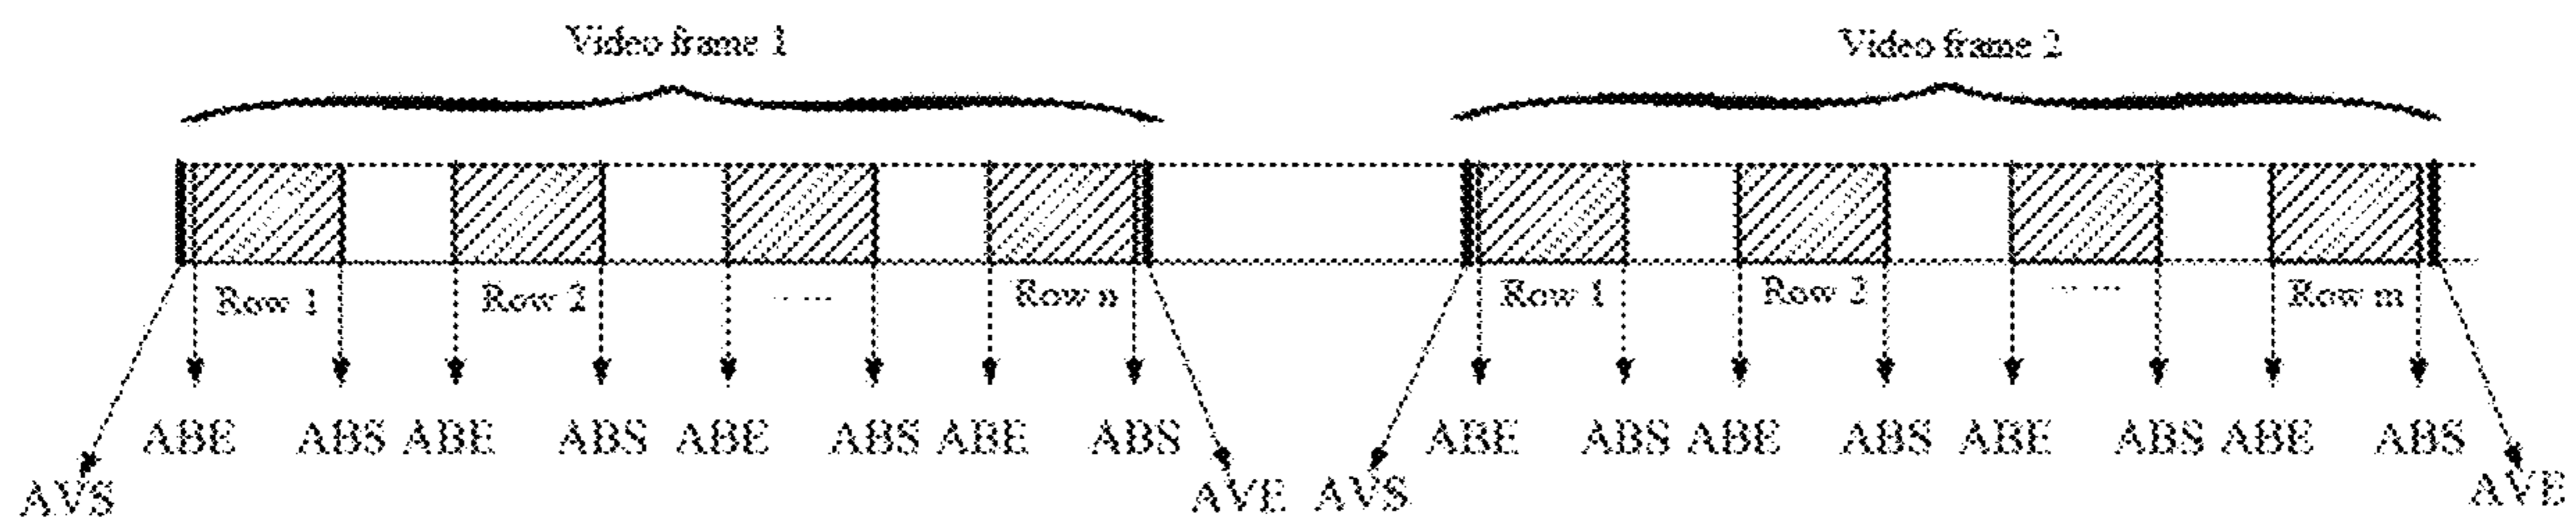 Video frame 1 Video frame 2
Row 1 Row 2 ...... Row n Row 1 Row 2 ...... Row m
ABE ABS ABE ABS ABE ABS ABE ABS ABE ABS ABE ABS ABE ABS ABE ABS
AVS AVE AVS AVE